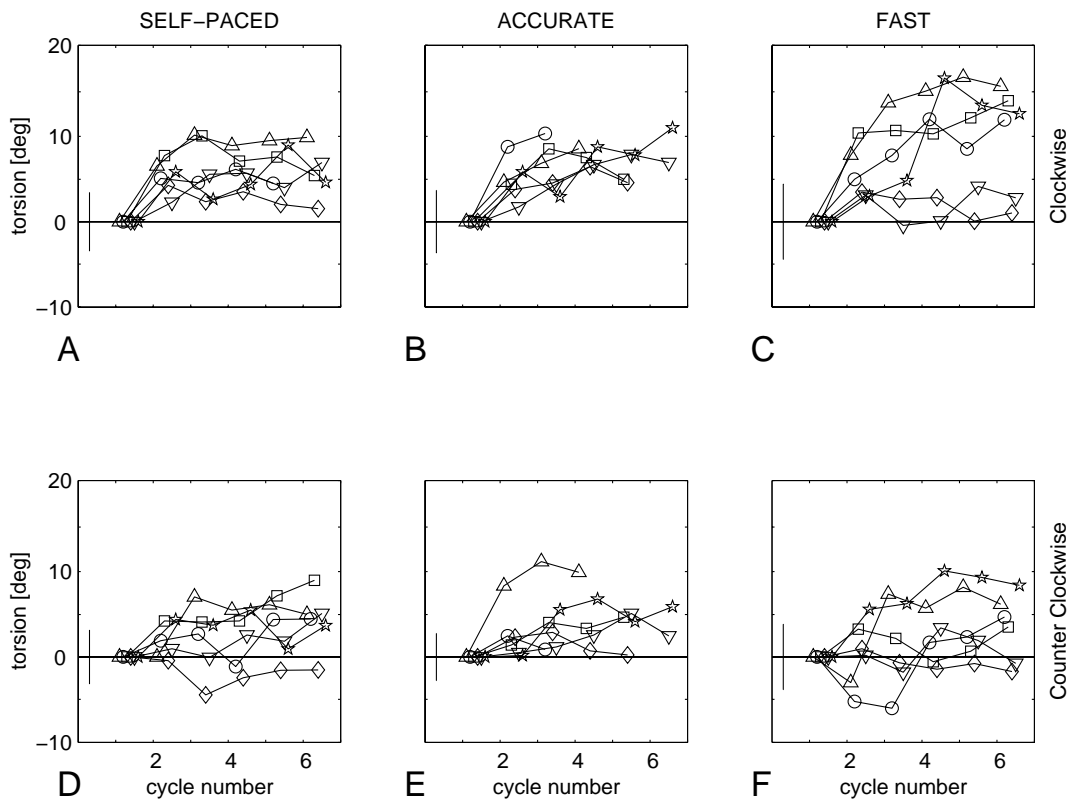 SELF−PACED
ACCURATE
FAST
20
10
0
−10
torsion [deg]
Clockwise
A
B
C
20
10
0
−10
torsion [deg]
Counter Clockwise
2 4 6
2 4 6
2 4 6
D
cycle number
E
cycle number
F
cycle number